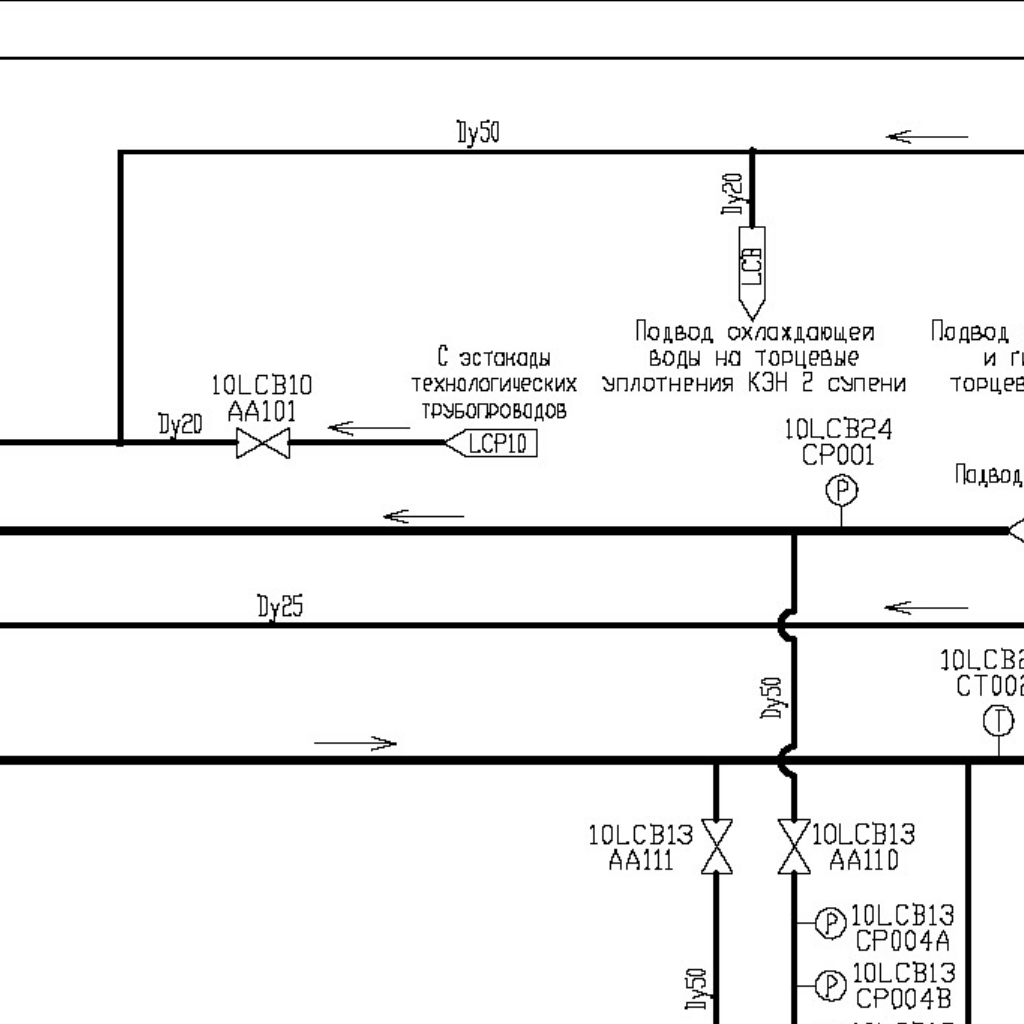 Dy50
Dy20
LCB
Подвод охлаждающей
воды на торцевые
уплотнения КЭН 2 супени
Подвод
и г
торцев
С эстакады
технологических
трубопроводов
10LCB10
AA101
Dy20
LCP10
10LCB24
CP001
P
Подвод
Dy25
10LCB2
CT002
T
Dy50
10LCB13
AA111
10LCB13
AA110
P
10LCB13
CP004A
P
10LCB13
CP004B
Dy50